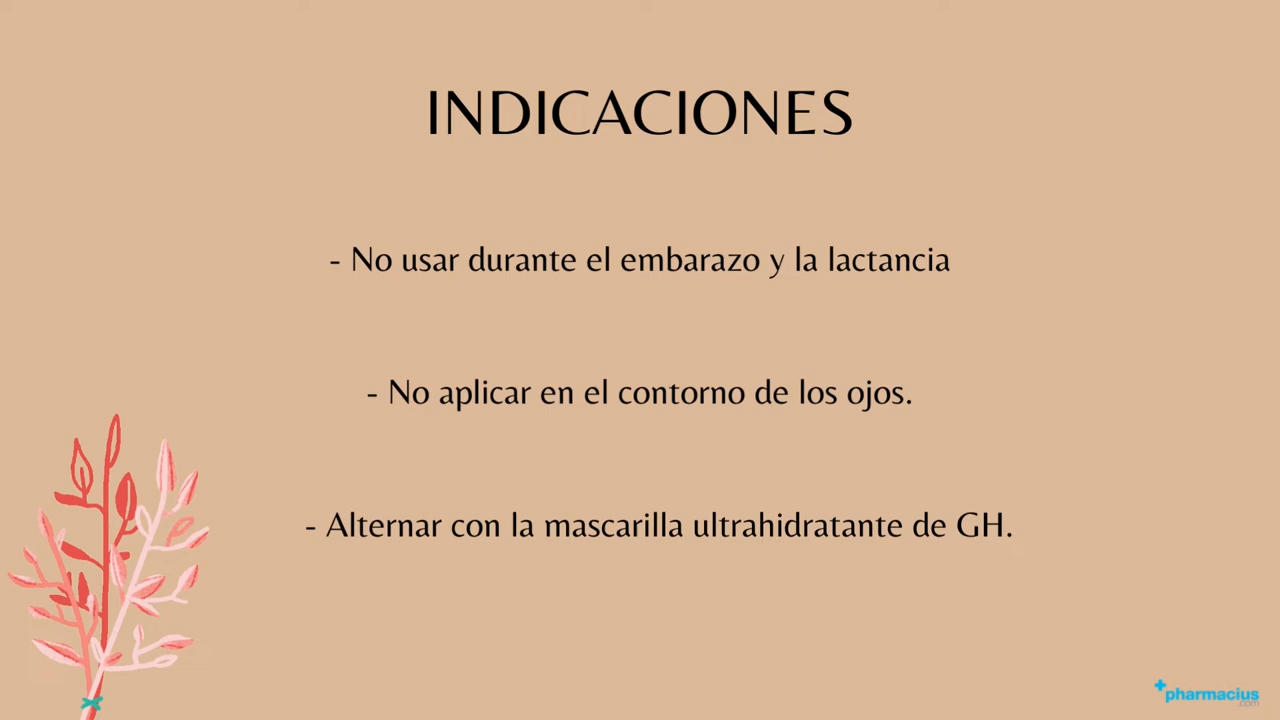 INDICACIONES
- No usar durante el embarazo y la lactancia
- No aplicar en el contorno de los ojos.
- Alternar con la mascarilla ultrahidratante de GH.
pharmacius
.com